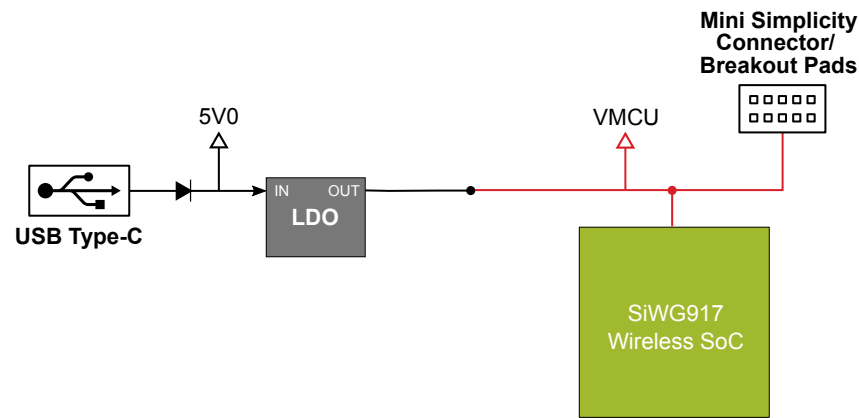 Mini Simplicity
Connector/
Breakout Pads
5V0
VMCU
IN OUT
LDO
USB Type-C
SiWG917
Wireless SoC